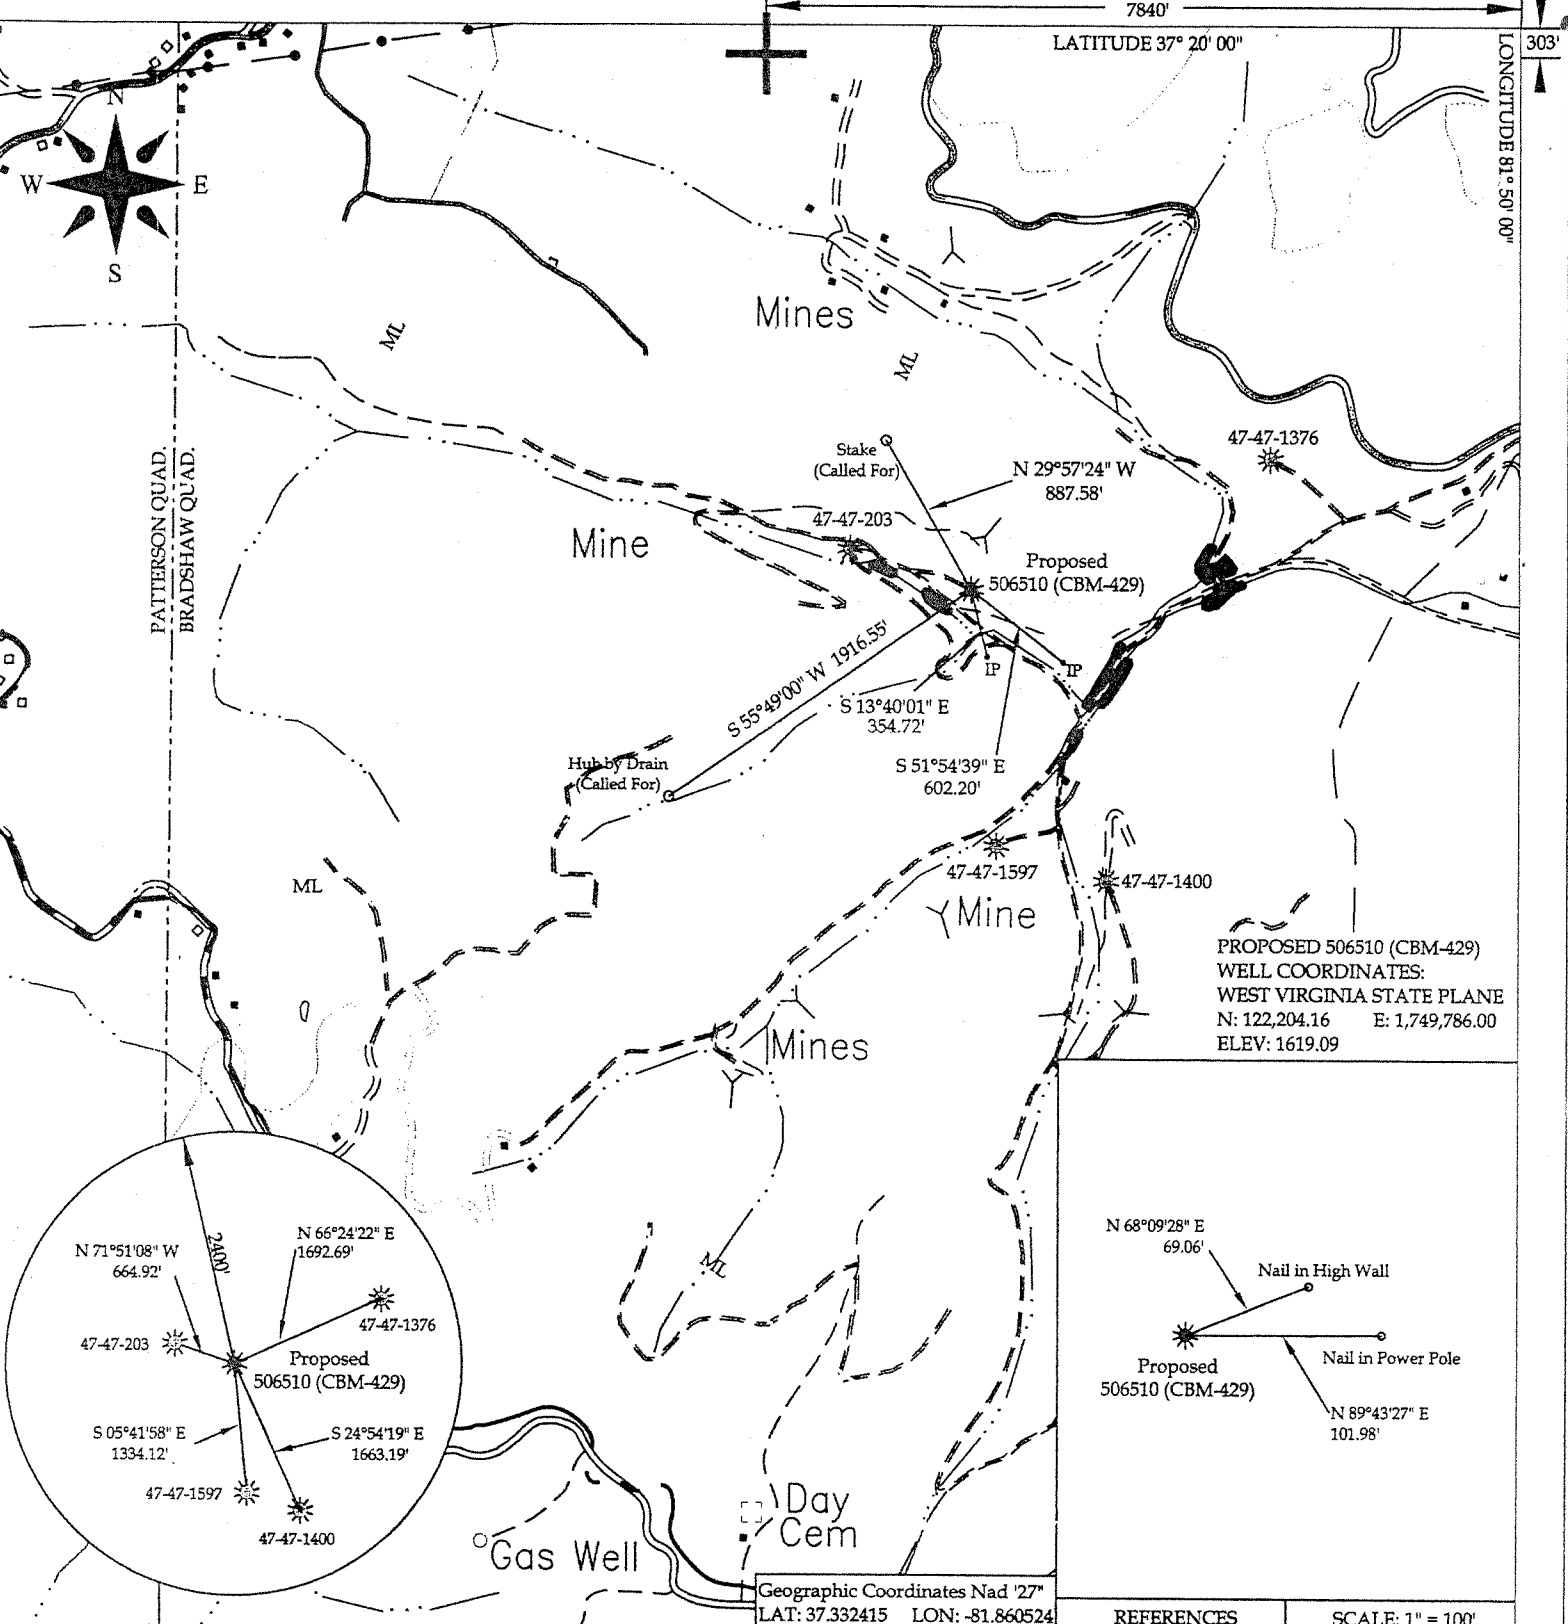 7840'
LATITUDE 37° 20' 00"
303'
LONGITUDE 81° 50' 00"
N
W
E
S
Mines
ML
ML
PATTERSON QUAD.
BRADSHAW QUAD.
Stake
(Called For)
N 29°57'24" W
887.58'
47-47-1376
47-47-203
Mine
Proposed
506510 (CBM-429)
S 55°49'00" W 1916.55'
IP
IP
S 13°40'01" E
354.72'
S 51°54'39" E
602.20'
Hub by Drain
(Called For)
ML
47-47-1597
47-47-1400
Mine
PROPOSED 506510 (CBM-429)
WELL COORDINATES:
WEST VIRGINIA STATE PLANE
N: 122,204.16 E: 1,749,786.00
ELEV: 1619.09
Mines
ML
2400'
N 71°51'08" W
664.92'
N 66°24'22" E
1692.69'
47-47-203
47-47-1376
Proposed
506510 (CBM-429)
S 05°41'58" E
1334.12'
S 24°54'19" E
1663.19'
47-47-1597
47-47-1400
N 68°09'28" E
69.06'
Nail in High Wall
Nail in Power Pole
Proposed
506510 (CBM-429)
N 89°43'27" E
101.98'
Day
Cem
Gas Well
Geographic Coordinates Nad '27"
LAT: 37.332415 LON: -81.860524
REFERENCES
SCALE: 1" = 100'